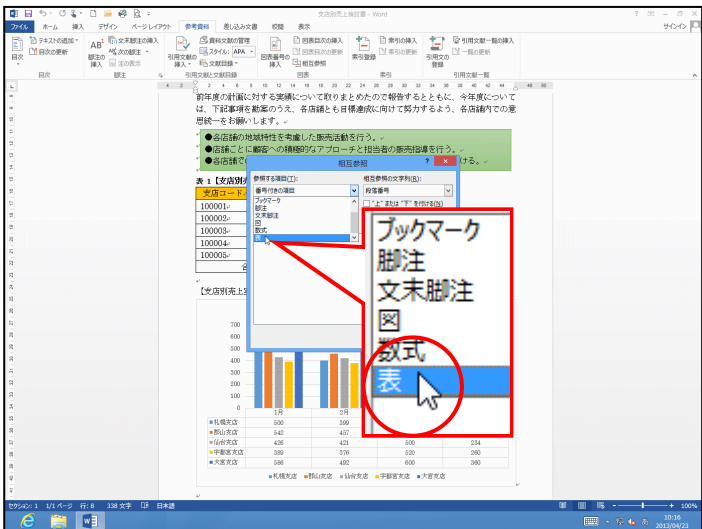 支店別売上検討書 - Word
ファイル ホーム 挿入 デザイン ページレイアウト 参考資料 差し込み文書 校閲 表示 サインイン
目次
テキストの追加
目次の更新
目次
AB
脚注の挿入
文末脚注の挿入
次の脚注
注の表示
脚注
引用文献の挿入
資料文献の管理
スタイル: APA
文献目録
引用文献と文献目録
図表番号の挿入
図表目次の挿入
図表目次の更新
相互参照
図表
索引登録
索引の挿入
索引の更新
索引
引用文の登録
引用文献一覧の挿入
一覧の更新
引用文献一覧
前年度の計画に対する実績について取りまとめたので報告するとともに、今年度について
は、下記事項を勘案のうえ、各店舗とも目標達成に向けて努力するよう、各店舗内での意
思統一をお願いします。
●各店舗の地域特性を考慮した販売活動を行う。
●店舗ごとに顧客への積極的なアプローチと担当者の販売指導を行う。
●各店舗で
ける。
相互参照
参照する項目(T):
相互参照の文字列(R):
番号付きの項目
段落番号
"上" または "下" を付ける(N)
ブックマーク
脚注
文末脚注
図
数式
表
ブックマーク
脚注
文末脚注
図
数式
表
表 1【支店別
支店コード
100001
100002
100003
100004
100005
【支店別売上
700
600
500
400
300
200
100
0
1月 2月
札幌支店 500 399
郡山支店 542 457
仙台支店 426 421 500 234
宇都宮支店 389 376 520 260
大宮支店 586 492 600 360
札幌支店 郡山支店 仙台支店 宇都宮支店 大宮支店
セクション: 1 1/1 ページ 行: 8 338 文字 日本語 100%
10:16
2013/04/23